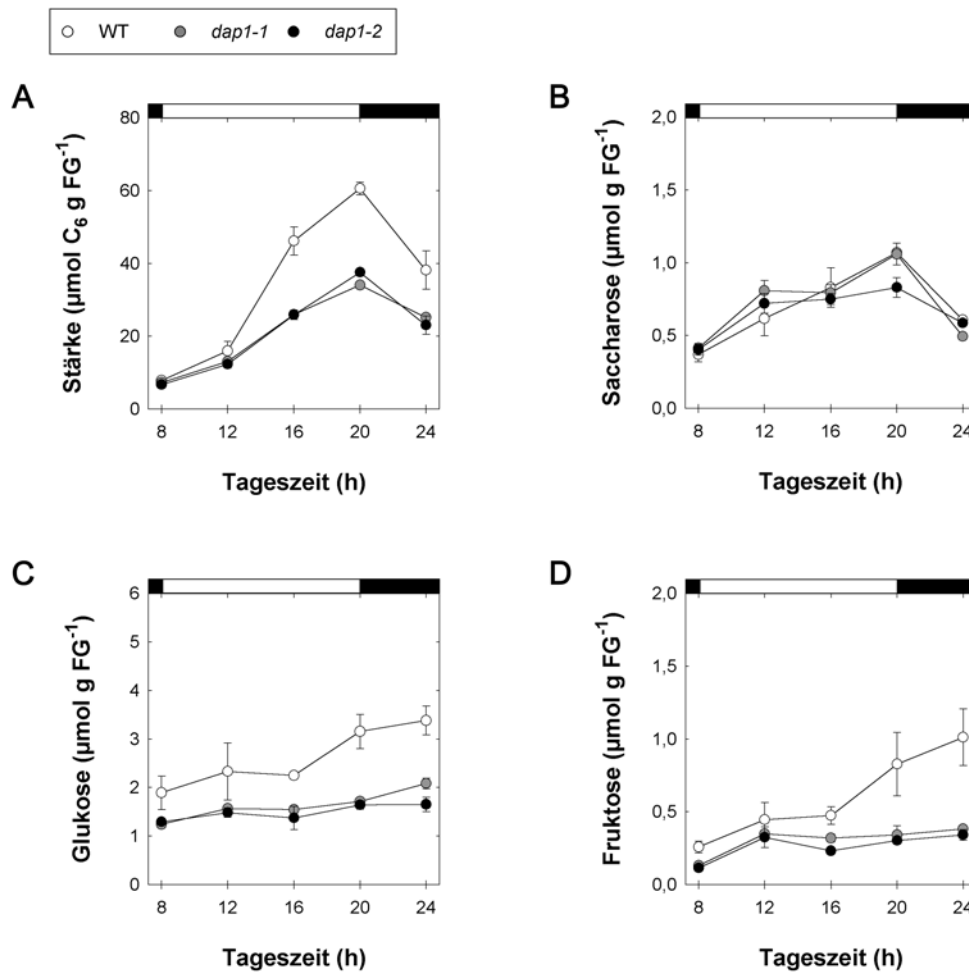 WT dap1-1 dap1-2
A
80
60
40
20
0
Stärke (µmol C₆ g FG⁻¹)
8 12 16 20 24
Tageszeit (h)
B
2,0
1,5
1,0
0,5
0,0
Saccharose (µmol g FG⁻¹)
8 12 16 20 24
Tageszeit (h)
C
6
5
4
3
2
1
0
Glukose (µmol g FG⁻¹)
8 12 16 20 24
Tageszeit (h)
D
2,0
1,5
1,0
0,5
0,0
Fruktose (µmol g FG⁻¹)
8 12 16 20 24
Tageszeit (h)